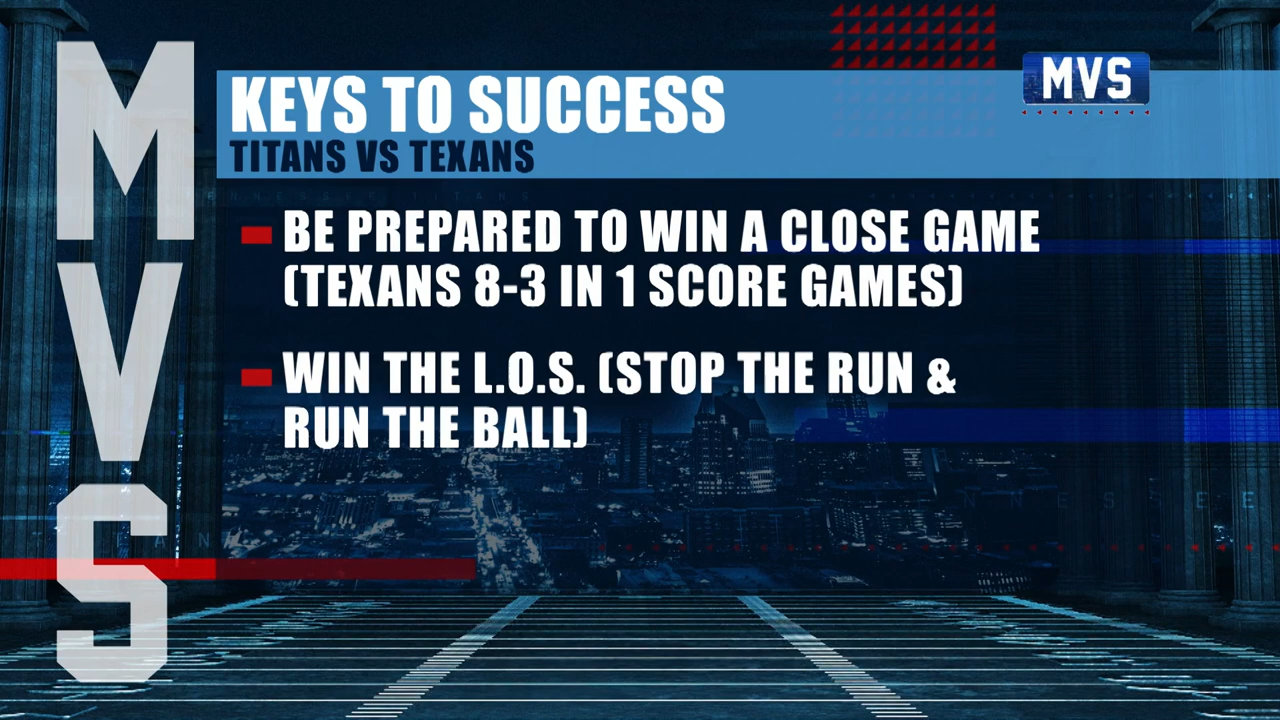 MVS
KEYS TO SUCCESS
MVS
TITANS VS TEXANS
BE PREPARED TO WIN A CLOSE GAME
(TEXANS 8-3 IN 1 SCORE GAMES)
WIN THE L.O.S. (STOP THE RUN &
RUN THE BALL)